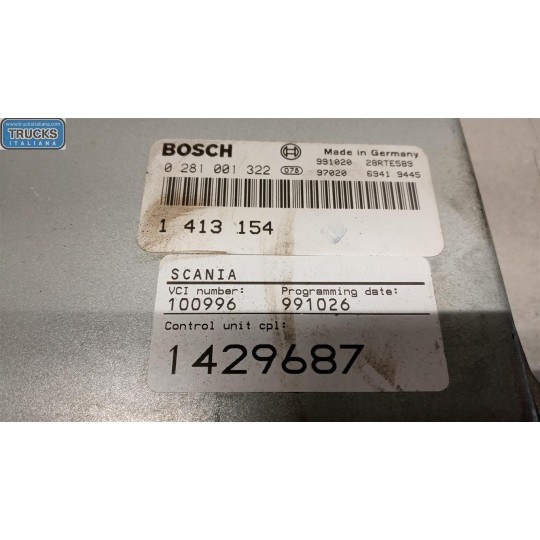 www.trucksitaliana.com
TRUCKS
ITALIANA
BOSCH
Made in Germany
0 281 001 322 078 991020 28RTE589
97020 6941 9445
1 413 154
SCANIA
VCI number: Programming date:
100996 991026
Control unit cpl:
1429687